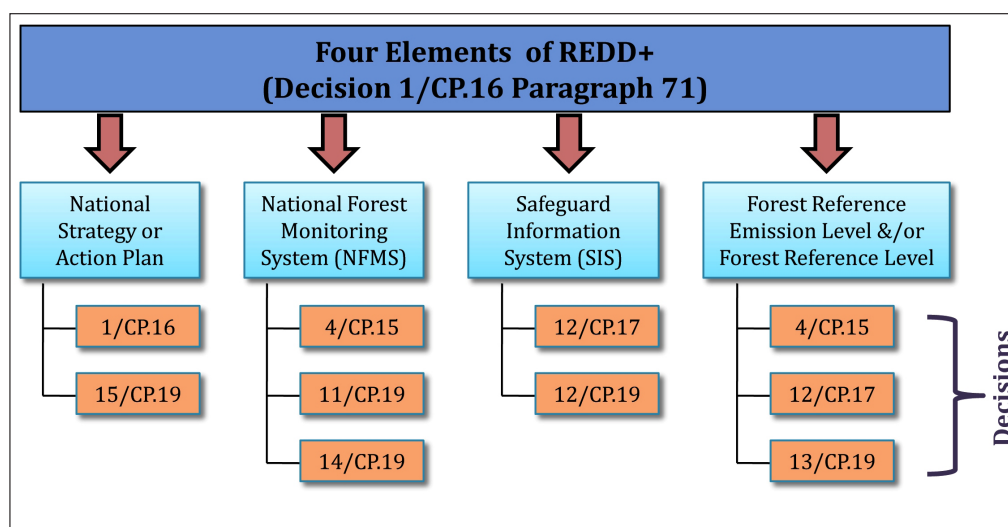 Four Elements of REDD+
(Decision 1/CP.16 Paragraph 71)
National
Strategy or
Action Plan
1/CP.16
15/CP.19
National Forest
Monitoring
System (NFMS)
4/CP.15
11/CP.19
14/CP.19
Safeguard
Information
System (SIS)
12/CP.17
12/CP.19
Forest Reference
Emission Level &/or
Forest Reference Level
4/CP.15
12/CP.17
13/CP.19
Decisions